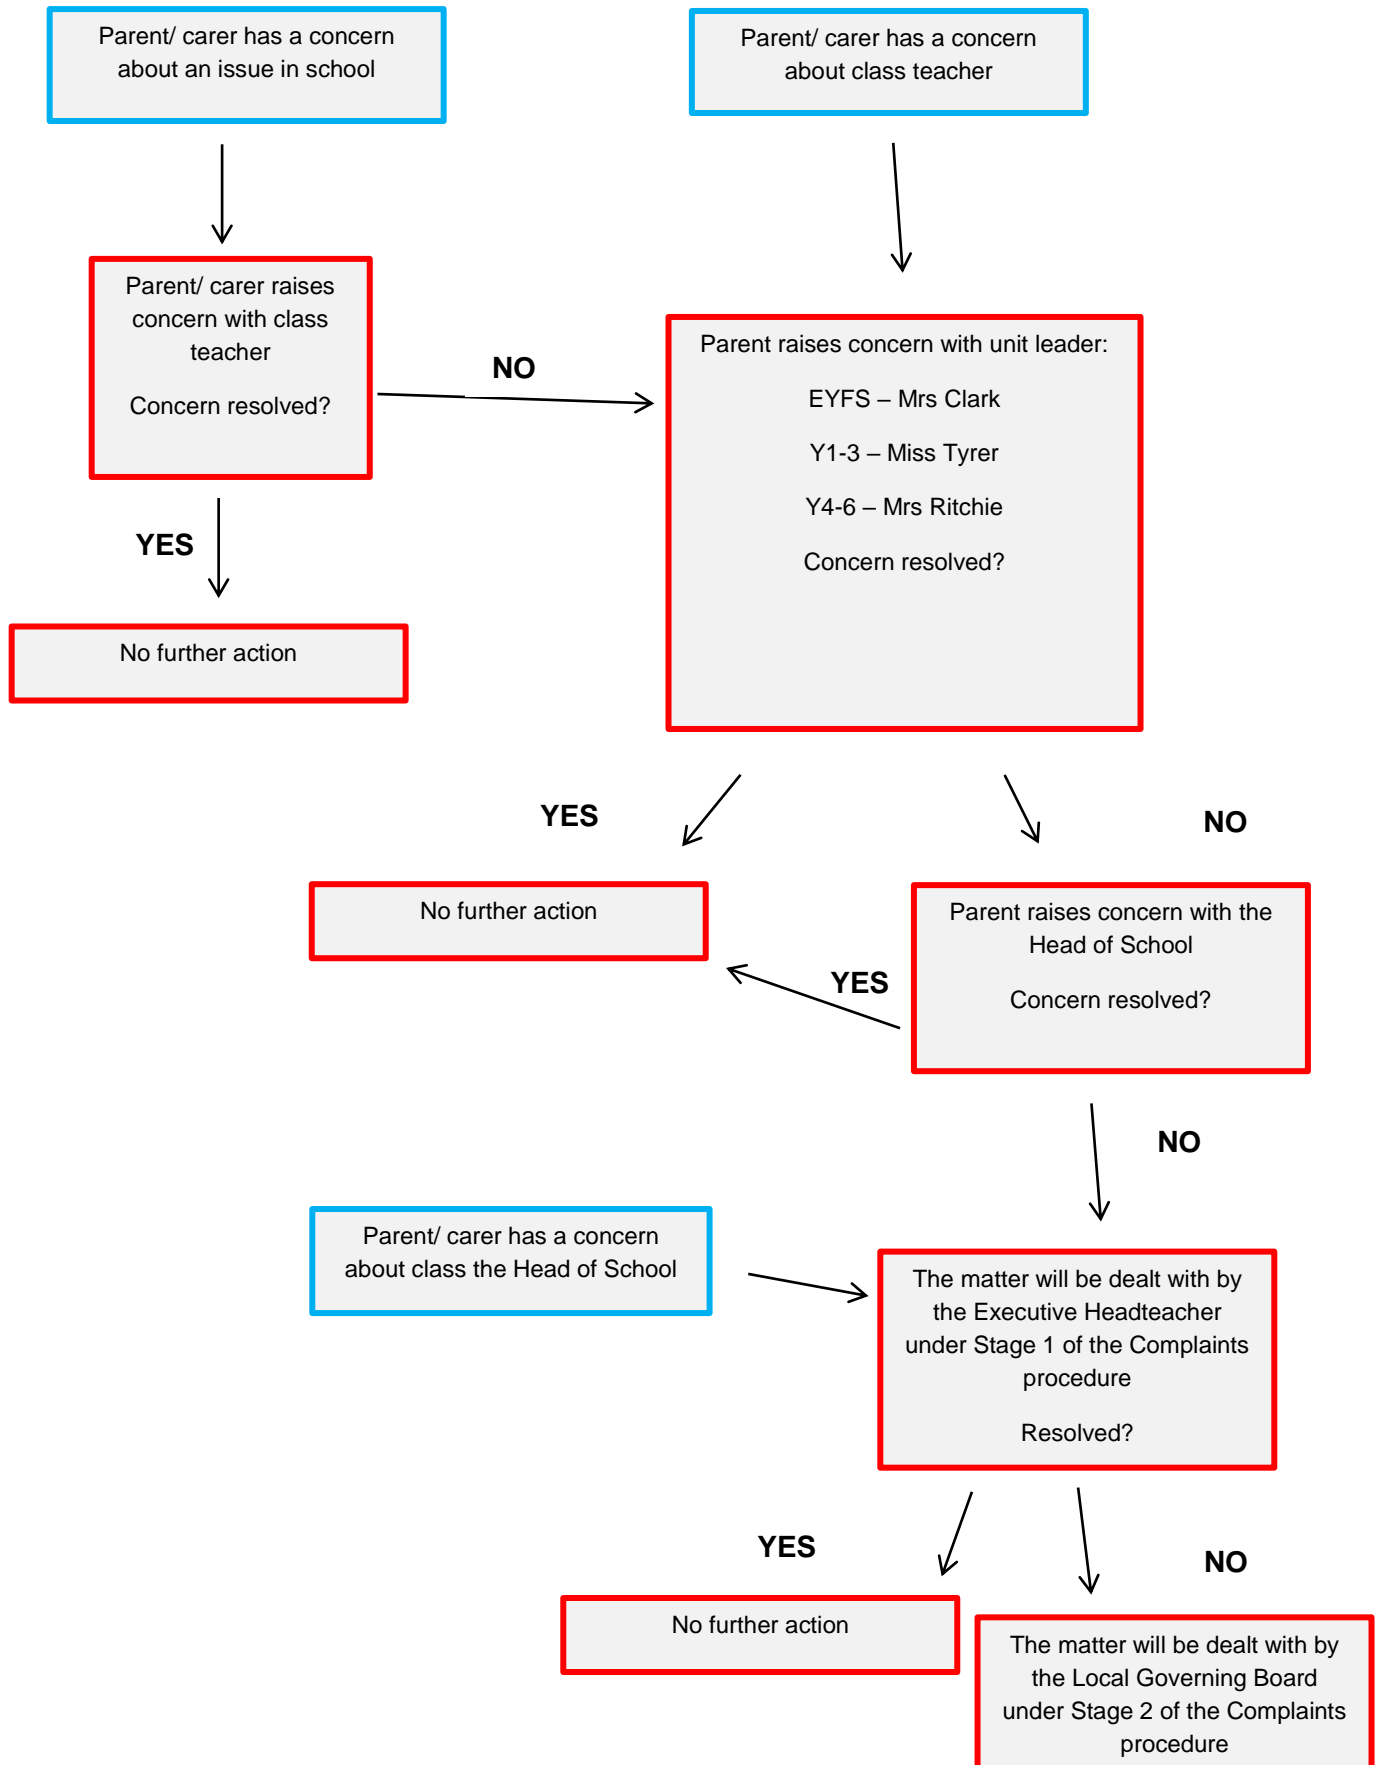 Parent/ carer has a concern
about an issue in school
Parent/ carer has a concern
about class teacher
Parent/ carer raises
concern with class
teacher
Concern resolved?
NO
Parent raises concern with unit leader:
EYFS – Mrs Clark
Y1-3 – Miss Tyrer
Y4-6 – Mrs Ritchie
Concern resolved?
YES
No further action
YES
NO
No further action
Parent raises concern with the
Head of School
Concern resolved?
YES
NO
Parent/ carer has a concern
about class the Head of School
The matter will be dealt with by
the Executive Headteacher
under Stage 1 of the Complaints
procedure
Resolved?
YES
NO
No further action
The matter will be dealt with by
the Local Governing Board
under Stage 2 of the Complaints
procedure